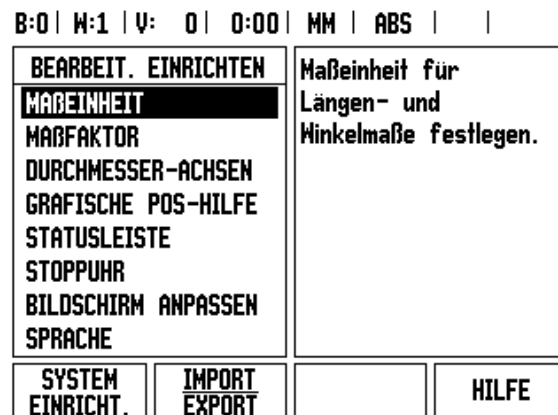 B:0| W:1 |V: 0| 0:00| MM | ABS | |
BEARBEIT. EINRICHTEN
MAßEINHEIT
MAßFAKTOR
DURCHMESSER-ACHSEN
GRAFISCHE POS-HILFE
STATUSLEISTE
STOPPUHR
BILDSCHIRM ANPASSEN
SPRACHE
Maßeinheit für
Längen- und
Winkelmaße festlegen.
SYSTEM
EINRICHT.
IMPORT
EXPORT
HILFE